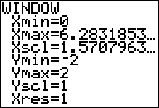 WINDOW
Xmin=0
Xmax=6.2831853…
Xscl=1.5707963…
Ymin=-2
Ymax=2
Yscl=1
Xres=1